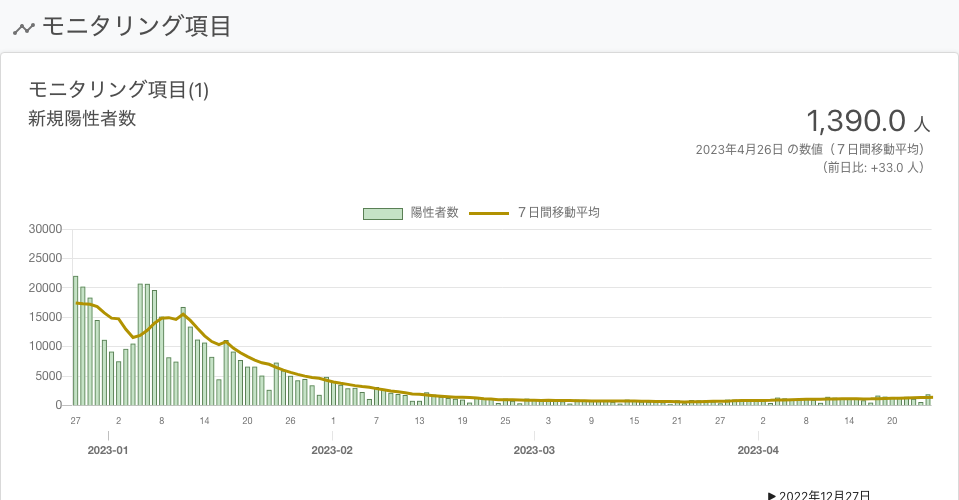 モニタリング項目
モニタリング項目(1)
新規陽性者数
1,390.0 人
2023年4月26日 の数値（７日間移動平均）
（前日比: +33.0 人）
陽性者数 ７日間移動平均
30000
25000
20000
15000
10000
5000
0
27 2 8 14 20 26 1 7 13 19 25 3 9 15 21 27 2 8 14 20
2023-01 2023-02 2023-03 2023-04
▶ 2022年12月27日